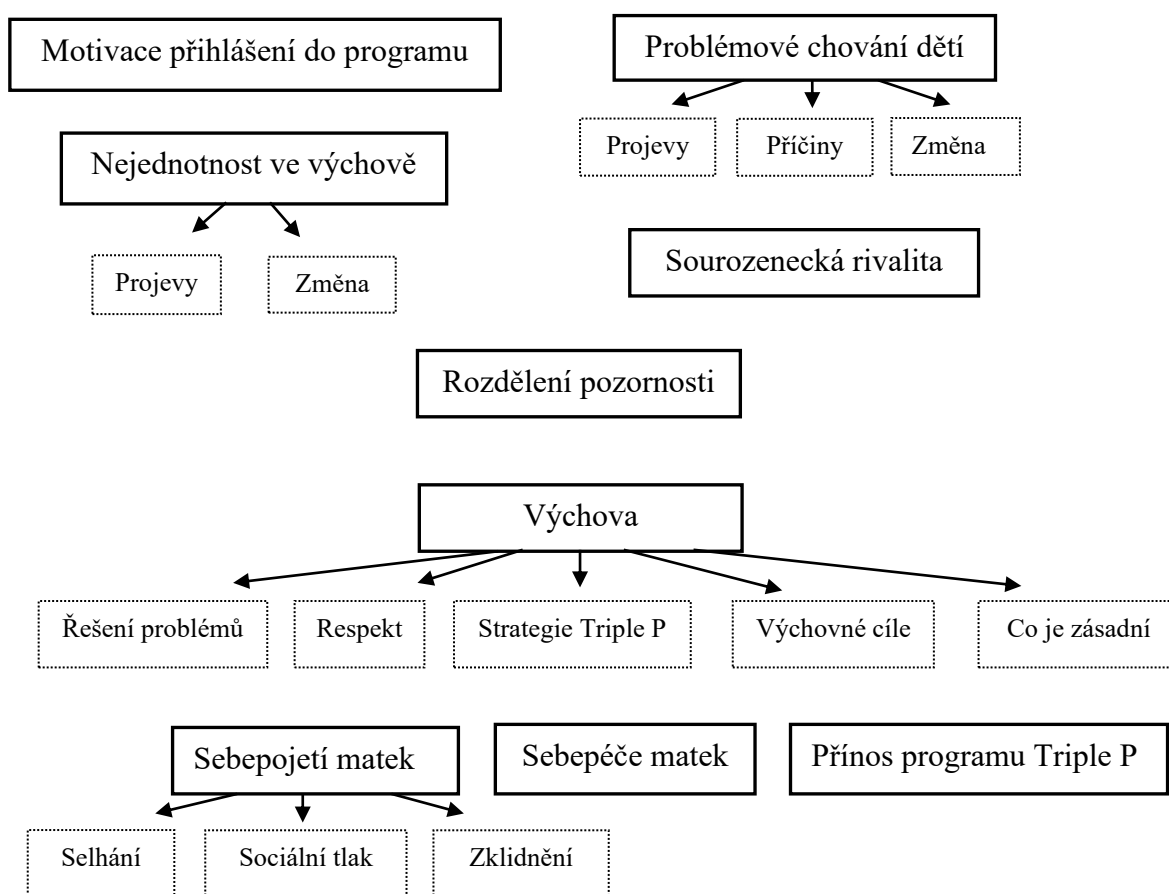 Motivace přihlášení do programu
Problémové chování dětí
Projevy
Příčiny
Změna
Nejednotnost ve výchově
Projevy
Změna
Sourozenecká rivalita
Rozdělení pozornosti
Výchova
Řešení problémů
Respekt
Strategie Triple P
Výchovné cíle
Co je zásadní
Sebepojetí matek
Sebepéče matek
Přínos programu Triple P
Selhání
Sociální tlak
Zklidnění